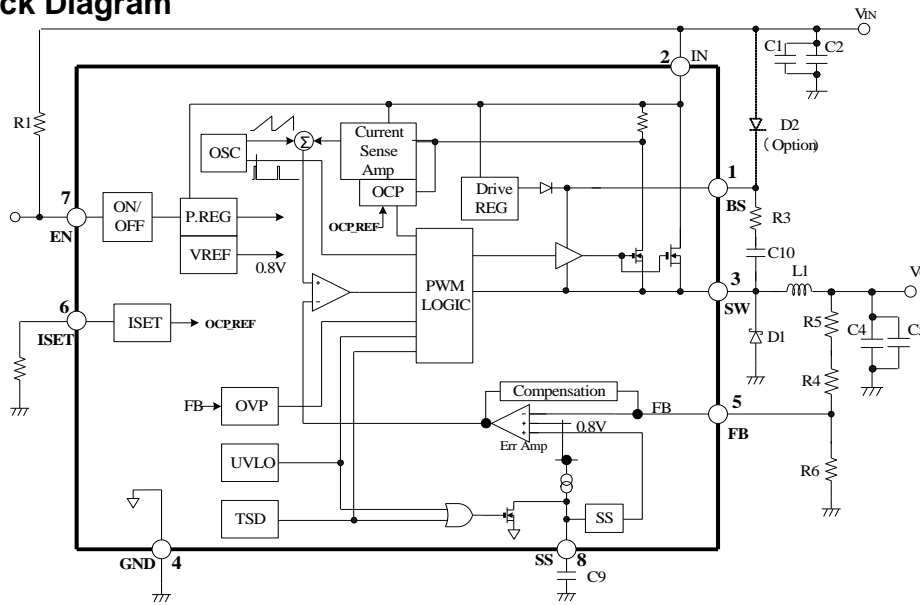 ck Diagram
VIN
2 IN
C1 C2
R1
D2
( Option)
OSC
Σ
Current
Sense
Amp
OCP
OCP_REF
Drive
REG
1
BS
7
EN
ON/
OFF
P.REG
VREF
0.8V
R3
C10
PWM
LOGIC
3
SW
L1
V
6
ISET
ISET
OCP_REF
D1
R5
C4
R4
FB
OVP
Compensation
FB
5
FB
Err Amp
0.8V
UVLO
R6
TSD
SS
GND 4
SS 8
C9